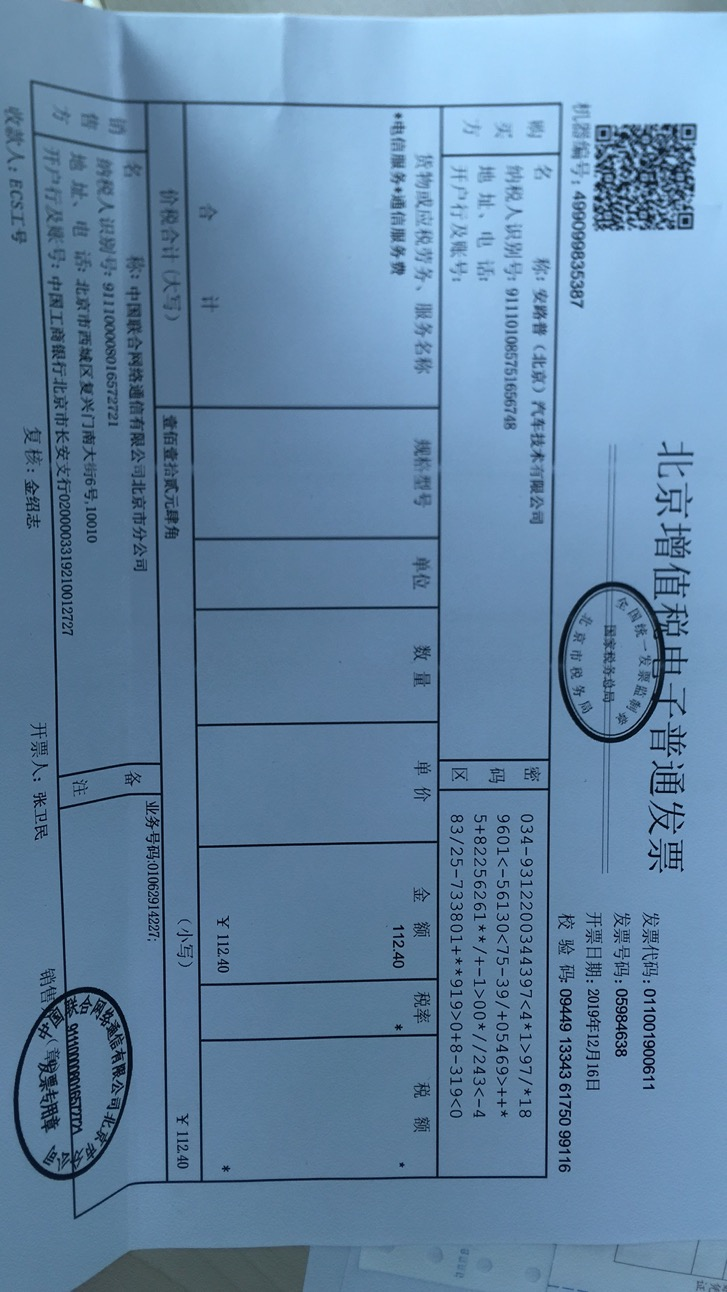 北京增值税电子普通发票
全国统一发票监制章
国家税务总局
北京市税务局
发票代码：011001900611
发票号码：05984638
开票日期：2019年12月16日
校 验 码：09449 13343 61750 99116
机器编号：499099835387
购买方
名 称：安路普（北京）汽车技术有限公司
纳税人识别号：911101085751656748
地 址、电 话：
开户行及账号：
密码区
034-9312200344397<4*1>97/*18
9601<-56130<75-39/+05469>++*
5+82256261**/+-1>00*//243<-4
83/25-733801+**919>0+8-319<0
货物或应税劳务、服务名称 规格型号 单位 数 量 单 价 金 额 税率 税 额
*电信服务*通信服务费 112.40 * *
合 计 ￥112.40 *
价税合计（大写） 壹佰壹拾贰元肆角 （小写） ￥112.40
销售方
名 称：中国联合网络通信有限公司北京市分公司
纳税人识别号：911100008016572721
地 址、电 话：北京市西城区复兴门南大街6号,10010
开户行及账号：中国工商银行北京市长安支行0200003319210012727
备注
业务号码:01062914227;
收款人：ECS工号 复核：金绍志 开票人：张卫民 销售方：（章）
中国联合网络通信有限公司北京市分公司
911100008016572721
发票专用章